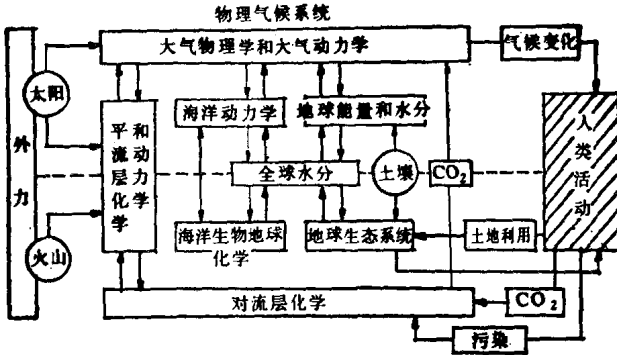 物理气候系统
大气物理学和大气动力学
气候变化
太阳
外力
平流层化学
和动力学
海洋动力学
地球能量和水分
人类活动
全球水分
土壤
CO₂
火山
海洋生物地球
化学
地球生态系统
土地利用
对流层化学
CO₂
污染